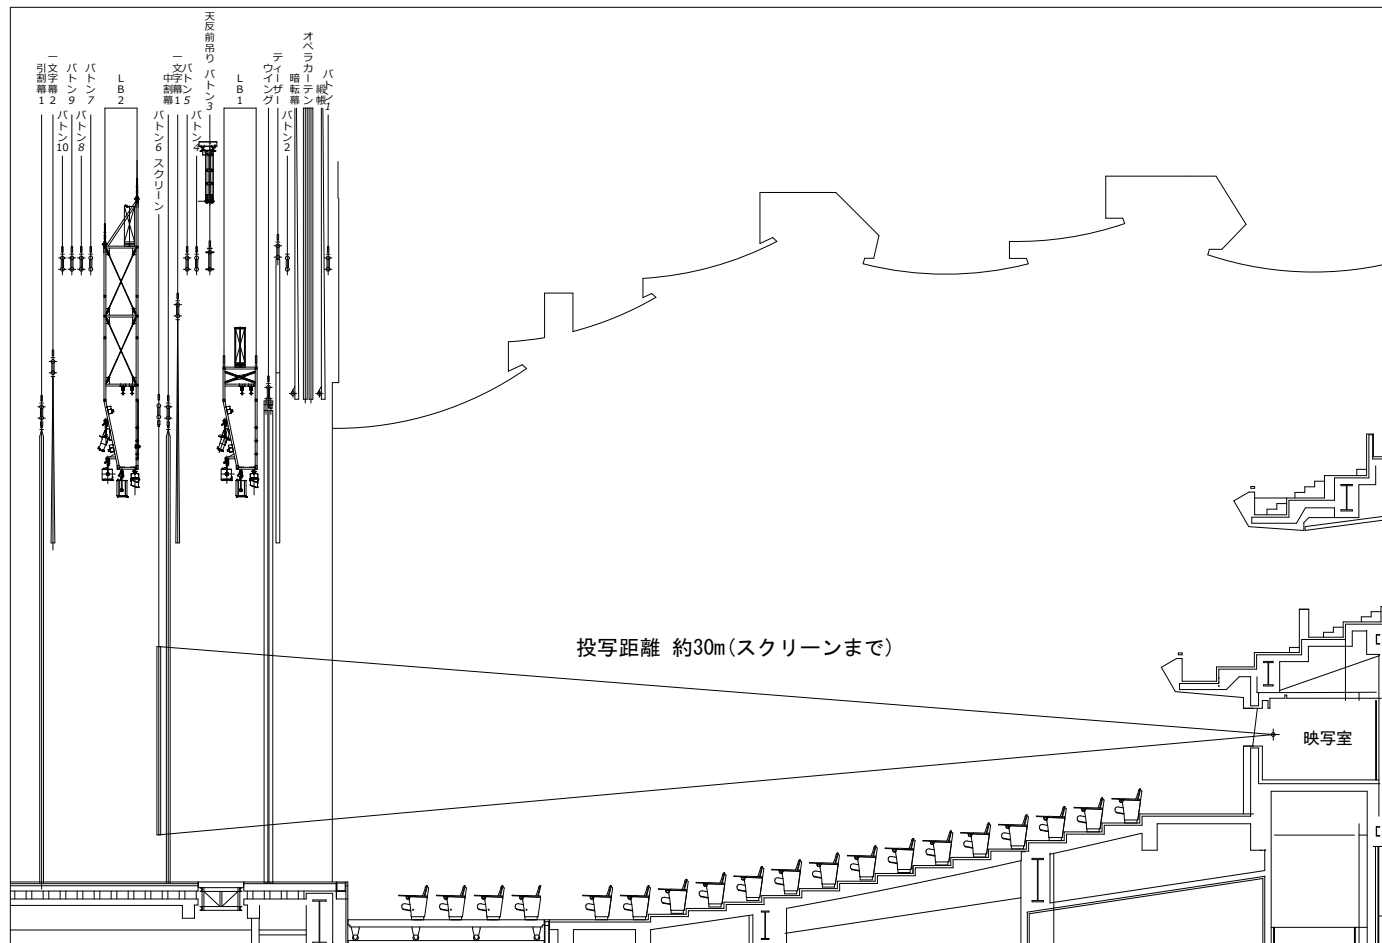 引割幕1
一文字幕2
バトン10
バトン9
バトン8
バトン7
LB2
バトン6 スクリーン
中割幕
一文字幕1
バトン5
バトン4
天反前吊り バトン3
LB1
ウイング
ティーザー
バトン2
暗転幕
オペラカーテン
緞帳
バトン1
投写距離 約30m(スクリーンまで)
映写室